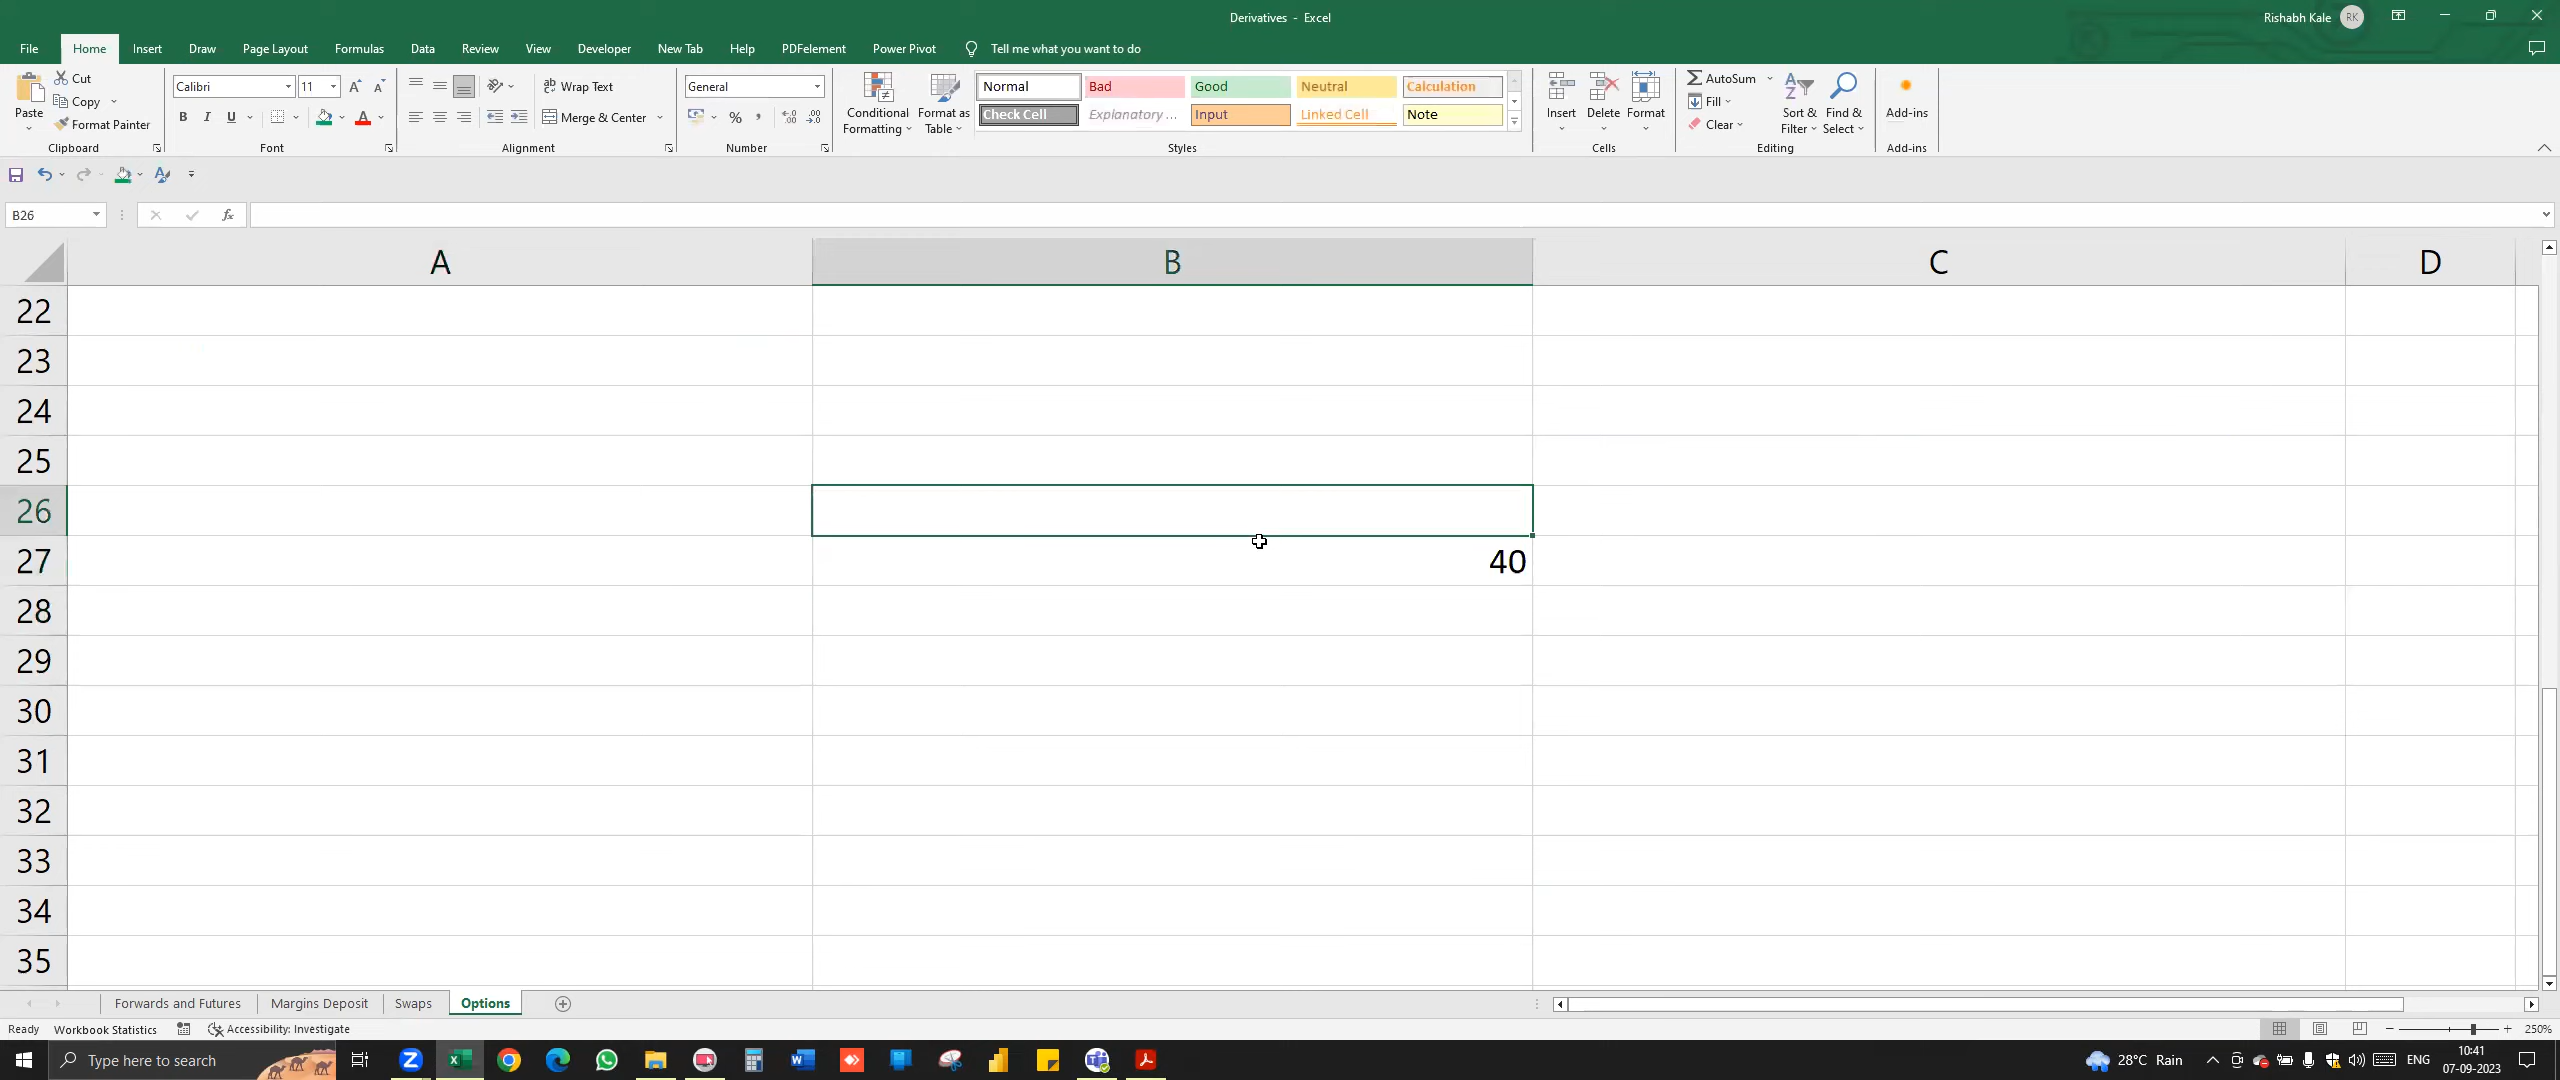 Derivatives - Excel
Rishabh Kale
RK
File Home Insert Draw Page Layout Formulas Data Review View Developer New Tab Help PDFelement Power Pivot Tell me what you want to do
Paste
Cut
Copy
Format Painter
Clipboard
Calibri 11
B I U
Font
Wrap Text
Merge & Center
Alignment
General
Number
Conditional Formatting
Format as Table
Normal Bad Good Neutral Calculation
Check Cell Explanatory ... Input Linked Cell Note
Styles
Insert Delete Format
Cells
AutoSum
Fill
Clear
Sort & Filter
Find & Select
Editing
Add-ins
Add-ins
B26
fx
A B C D
22
23
24
25
26
27 40
28
29
30
31
32
33
34
35
Forwards and Futures Margins Deposit Swaps Options
Ready Workbook Statistics Accessibility: Investigate 250%
Type here to search
28°C Rain
ENG
10:41
07-09-2023